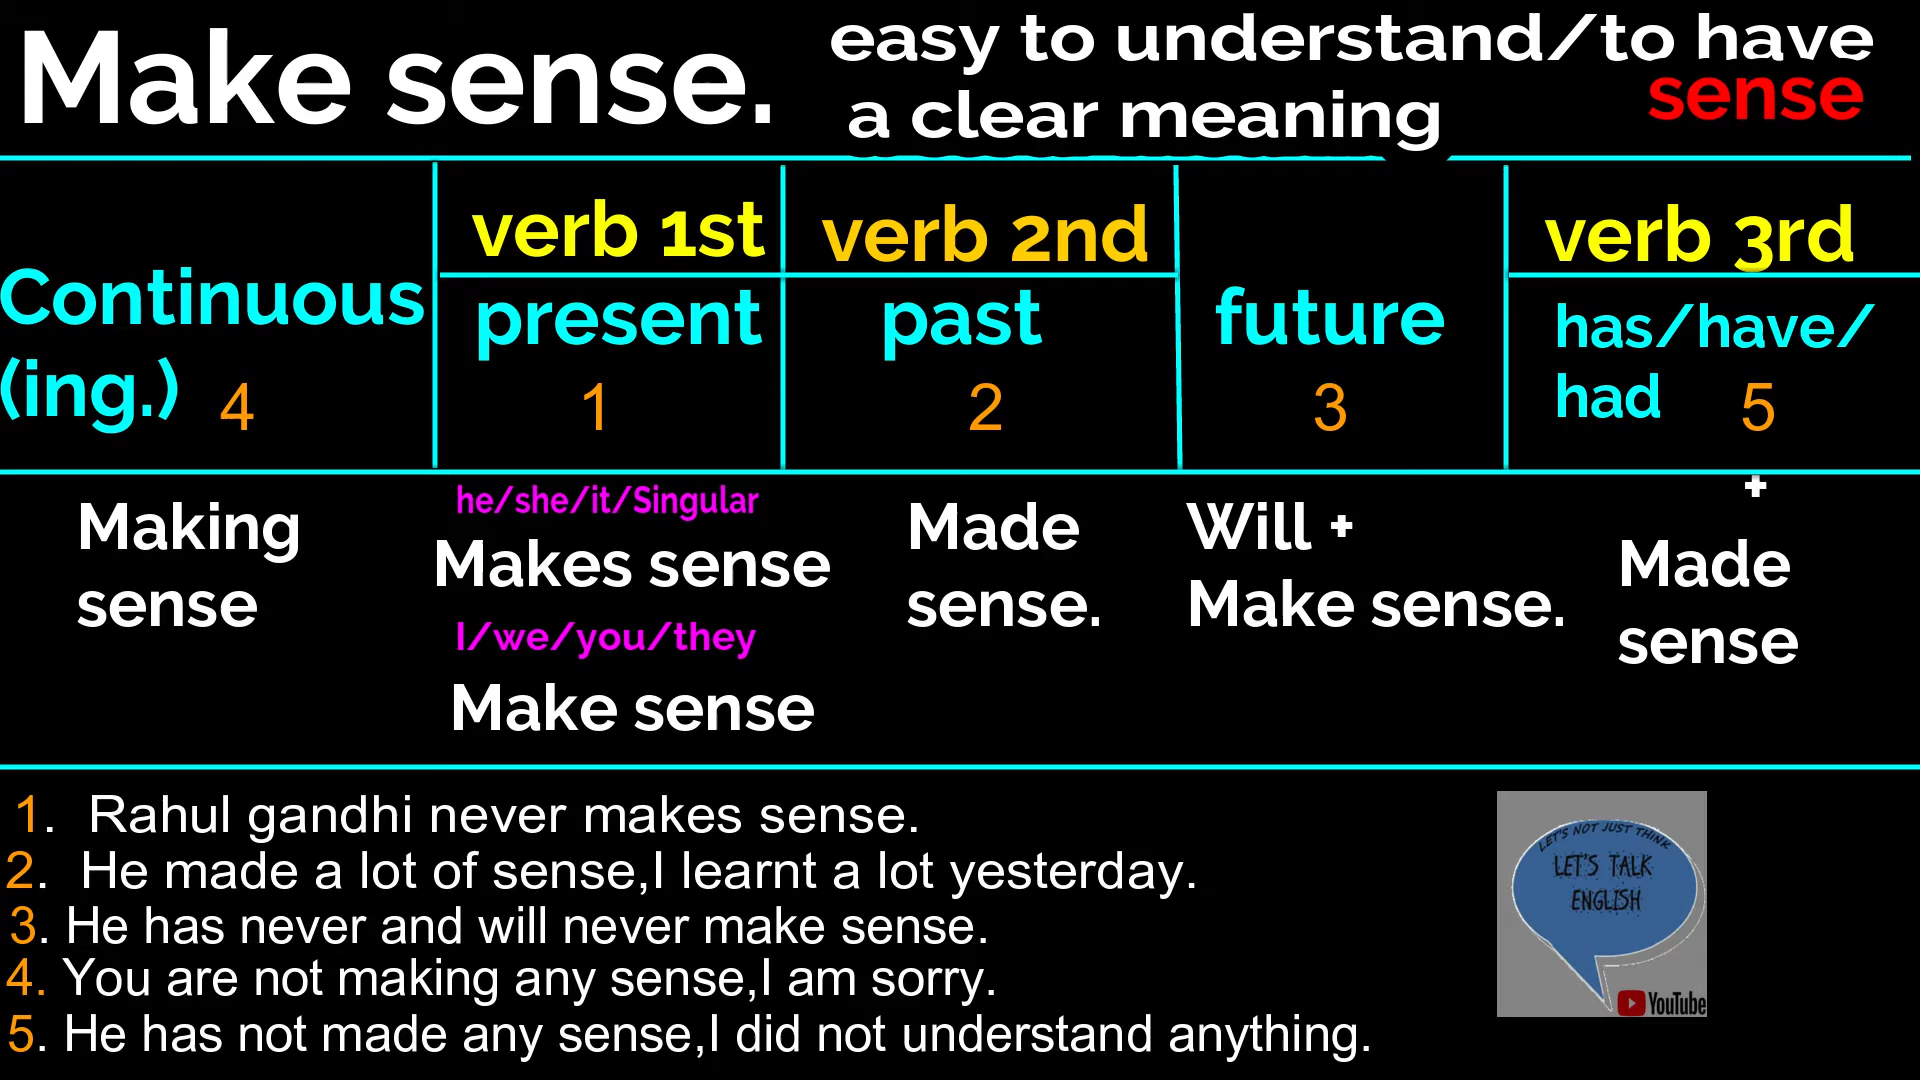 Make sense.
easy to understand/to have
a clear meaning
sense
Continuous
(ing.) 4
verb 1st
present
1
verb 2nd
past
2
future
3
verb 3rd
has/have/
had 5
Making
sense
he/she/it/Singular
Makes sense
I/we/you/they
Make sense
Made
sense.
Will +
Make sense.
+
Made
sense
1. Rahul gandhi never makes sense.
2. He made a lot of sense,I learnt a lot yesterday.
3. He has never and will never make sense.
4. You are not making any sense,I am sorry.
5. He has not made any sense,I did not understand anything.
LET'S NOT JUST THINK
LET'S TALK
ENGLISH
YouTube